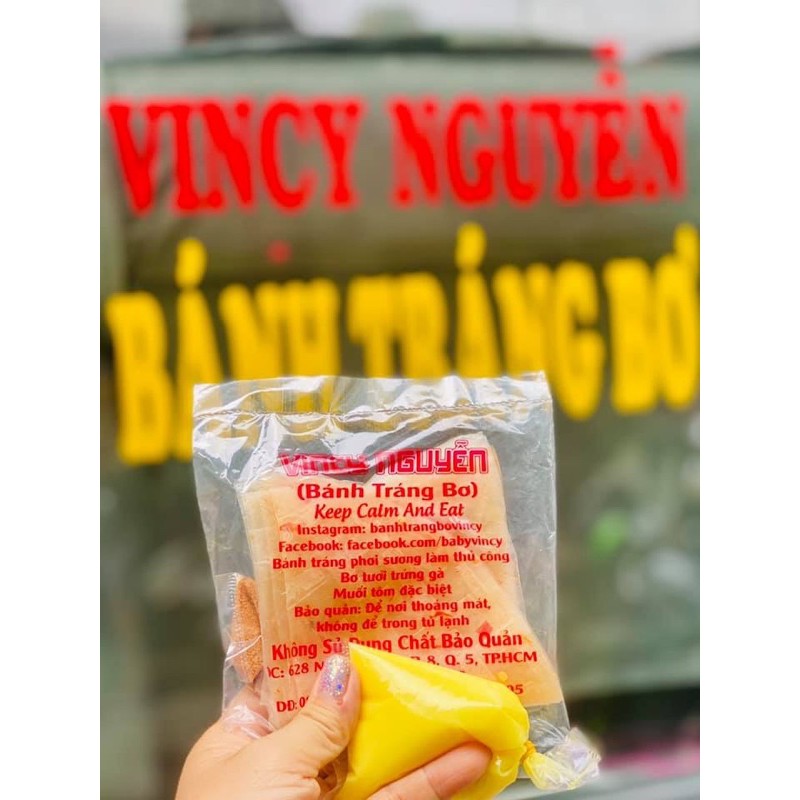 VINCY NGUYỄN
BÁNH TRÁNG BƠ
VINCY NGUYỄN
(Bánh Tráng Bơ)
Keep Calm And Eat
Instagram: banhtrangbovincy
Facebook: facebook.com/babyvincy
Bánh tráng phơi sương làm thủ công
Bơ tươi trứng gà
Muối tôm đặc biệt
Bảo quản: Để nơi thoáng mát,
không để trong tủ lạnh
Không Sử Dụng Chất Bảo Quản
628 8, Q. 5, TP.HCM
DĐ: